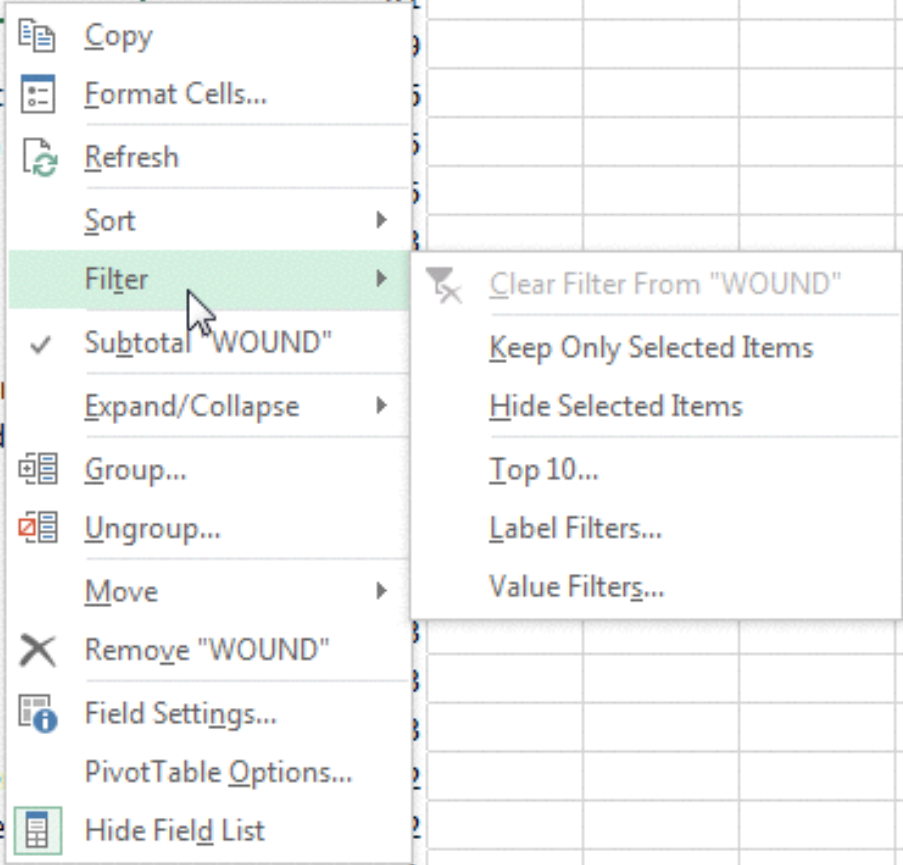 Copy
Format Cells...
Refresh
Sort
Filter
Subtotal "WOUND"
Expand/Collapse
Group...
Ungroup...
Move
Remove "WOUND"
Field Settings...
PivotTable Options...
Hide Field List
Clear Filter From "WOUND"
Keep Only Selected Items
Hide Selected Items
Top 10...
Label Filters...
Value Filters...